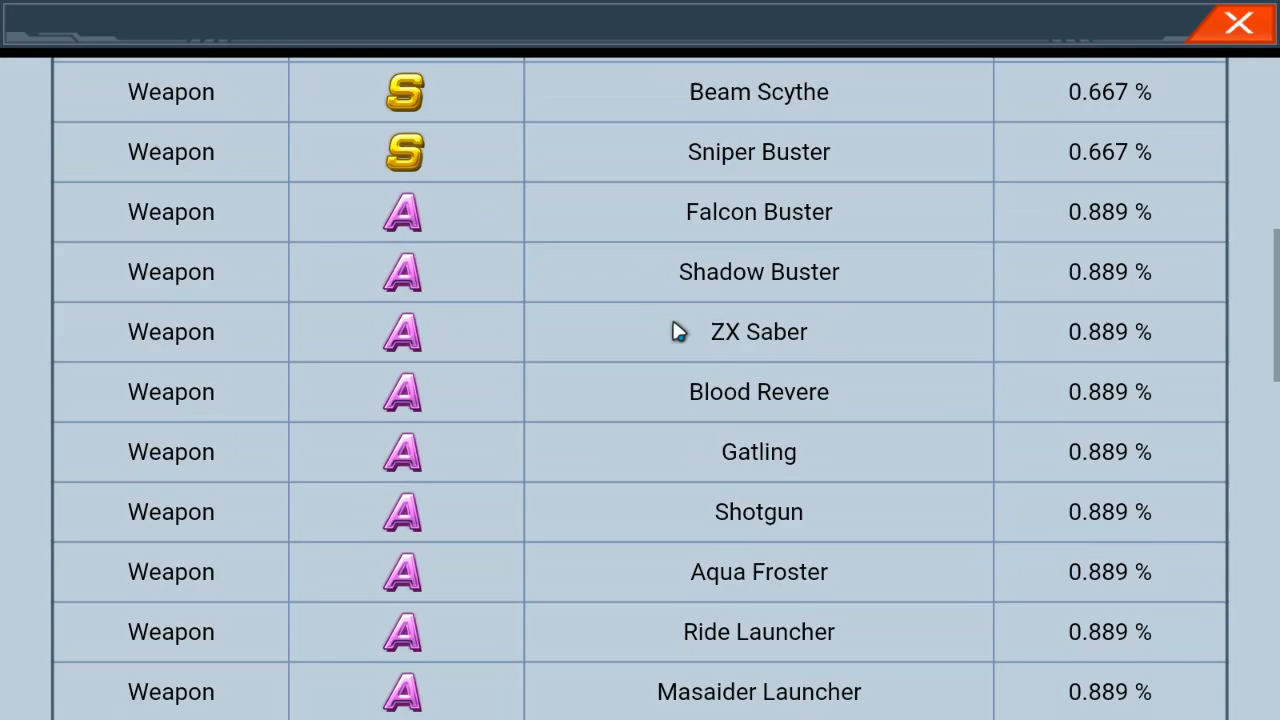 Weapon S Beam Scythe 0.667 %
Weapon S Sniper Buster 0.667 %
Weapon A Falcon Buster 0.889 %
Weapon A Shadow Buster 0.889 %
Weapon A ZX Saber 0.889 %
Weapon A Blood Revere 0.889 %
Weapon A Gatling 0.889 %
Weapon A Shotgun 0.889 %
Weapon A Aqua Froster 0.889 %
Weapon A Ride Launcher 0.889 %
Weapon A Masaider Launcher 0.889 %